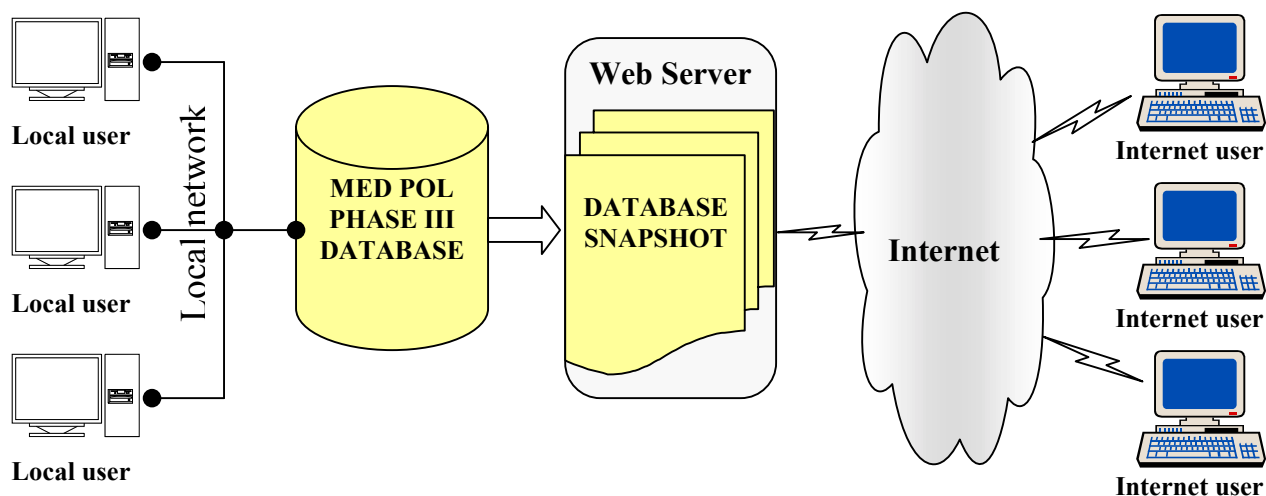 Local user
Local user
Local user
Local network
MED POL
PHASE III
DATABASE
Web Server
DATABASE
SNAPSHOT
Internet
Internet user
Internet user
Internet user